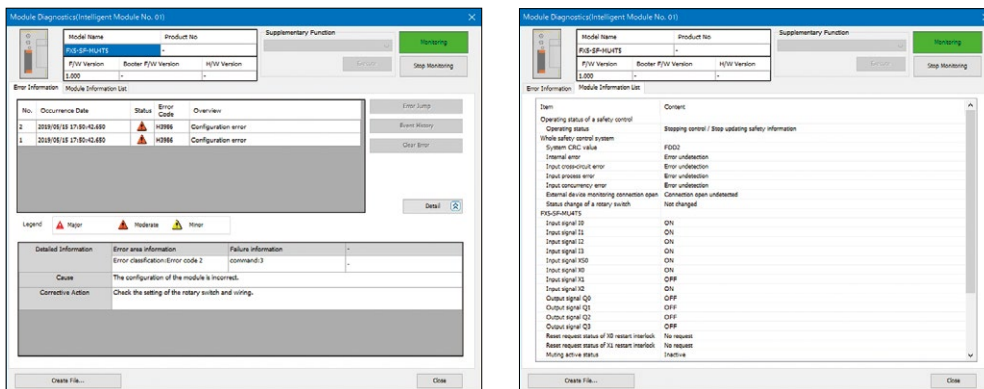 Module Diagnostics(Intelligent Module No. 01)
Model Name Product No
FX5-SF-MU4T5 -
F/W Version Booter F/W Version H/W Version
1.000 - -
Supplementary Function
Monitoring
Stop Monitoring
Error Information Module Information List
No. Occurrence Date Status Error Code Overview
2 2019/05/15 17:50:42.650 H3986 Configuration error
1 2019/05/15 17:50:42.650 H3986 Configuration error
Error Jump
Event History
Clear Error
Detail
Legend Major Moderate Minor
Detailed Information Error area information Failure information -
Error classification:Error code 2 command:3 -
Cause The configuration of the module is incorrect.
Corrective Action Check the setting of the rotary switch and wiring.
Create File... Close
Module Diagnostics(Intelligent Module No. 01)
Model Name Product No
FX5-SF-MU4T5 -
F/W Version Booter F/W Version H/W Version
1.000 - -
Supplementary Function
Monitoring
Stop Monitoring
Error Information Module Information List
Item Content
Operating status of a safety control
Operating status Stopping control / Stop updating safety information
Whole safety control system
System CRC value FDD2
Internal error Error undetection
Input cross-circuit error Error undetection
Input process error Error undetection
Input concurrency error Error undetection
External device monitoring connection open Connection open undetected
Status change of a rotary switch Not changed
FX5-SF-MU4T5
Input signal I0 ON
Input signal I1 ON
Input signal I2 ON
Input signal I3 ON
Input signal XS0 ON
Input signal X0 ON
Input signal X1 OFF
Input signal X2 ON
Output signal Q0 OFF
Output signal Q1 OFF
Output signal Q2 OFF
Output signal Q3 OFF
Reset request status of X0 restart interlock No request
Reset request status of X1 restart interlock No request
Muting active status Inactive
Create File... Close